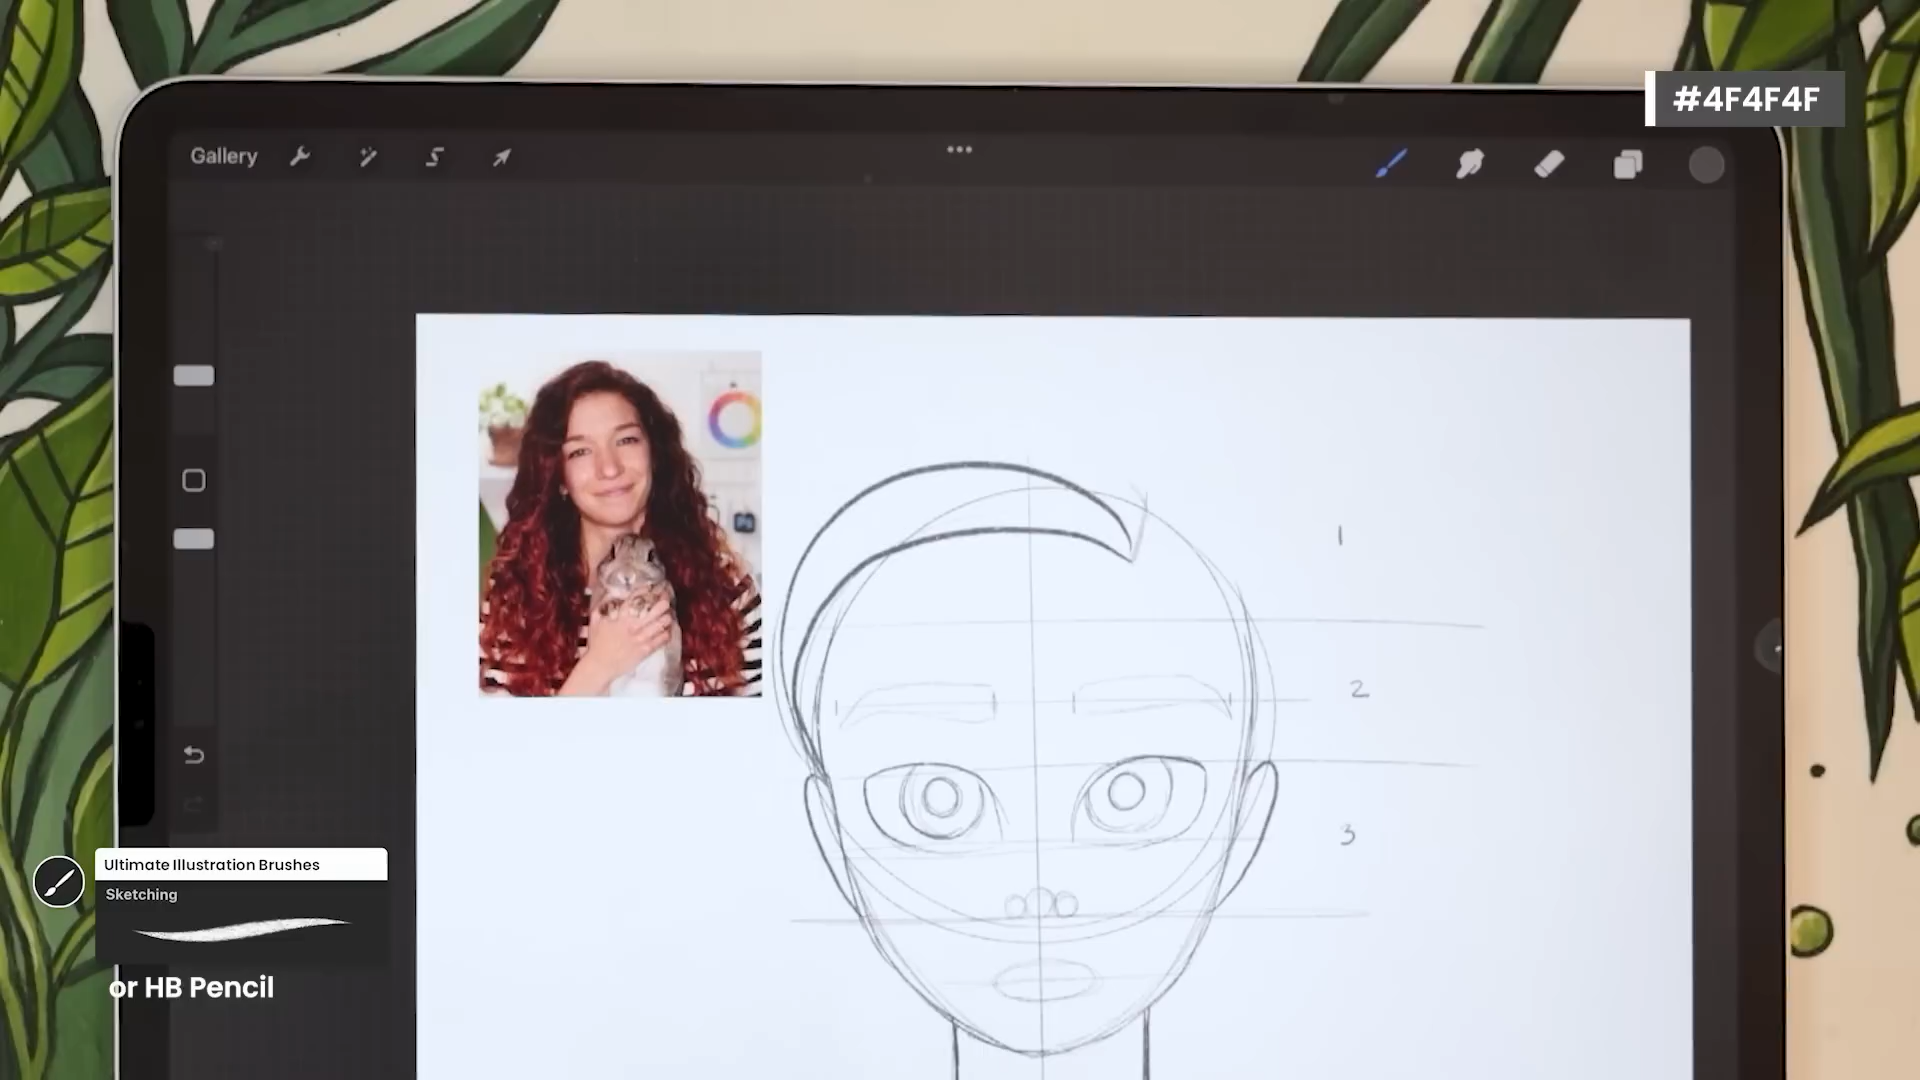 #4F4F4F
Gallery
1
2
3
Ultimate Illustration Brushes
Sketching
or HB Pencil